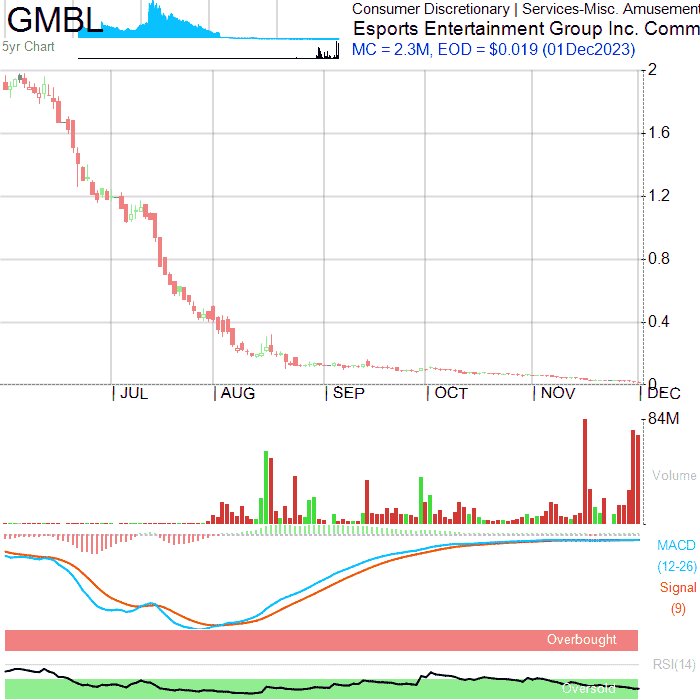 GMBL
5yr Chart
Consumer Discretionary | Services-Misc. Amusement
Esports Entertainment Group Inc. Comm
MC = 2.3M, EOD = $0.019 (01Dec2023)
2
1.6
1.2
0.8
0.4
0
JUL AUG SEP OCT NOV DEC
84M
Volume
MACD
(12-26)
Signal
(9)
Overbought
RSI(14)
Oversold